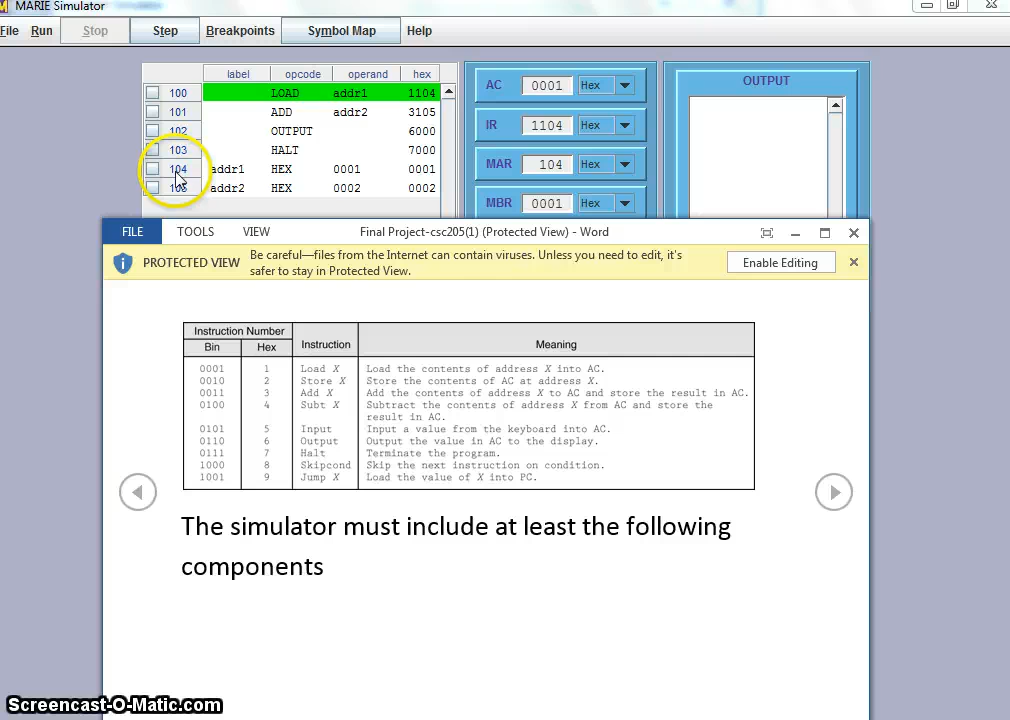 MARIE Simulator
File Run Stop Step Breakpoints Symbol Map Help
label opcode operand hex
100 LOAD addr1 1104
101 ADD addr2 3105
102 OUTPUT 6000
103 HALT 7000
104 addr1 HEX 0001 0001
105 addr2 HEX 0002 0002
AC 0001 Hex
IR 1104 Hex
MAR 104 Hex
MBR 0001 Hex
OUTPUT
FILE TOOLS VIEW Final Project-csc205(1) (Protected View) - Word
PROTECTED VIEW Be careful—files from the Internet can contain viruses. Unless you need to edit, it's
safer to stay in Protected View.
Enable Editing
Instruction Number
Bin Hex Instruction Meaning
0001 1 Load X Load the contents of address X into AC.
0010 2 Store X Store the contents of AC at address X.
0011 3 Add X Add the contents of address X to AC and store the result in AC.
0100 4 Subt X Subtract the contents of address X from AC and store the
result in AC.
0101 5 Input Input a value from the keyboard into AC.
0110 6 Output Output the value in AC to the display.
0111 7 Halt Terminate the program.
1000 8 Skipcond Skip the next instruction on condition.
1001 9 Jump X Load the value of X into PC.
The simulator must include at least the following
components
Screencast-O-Matic.com